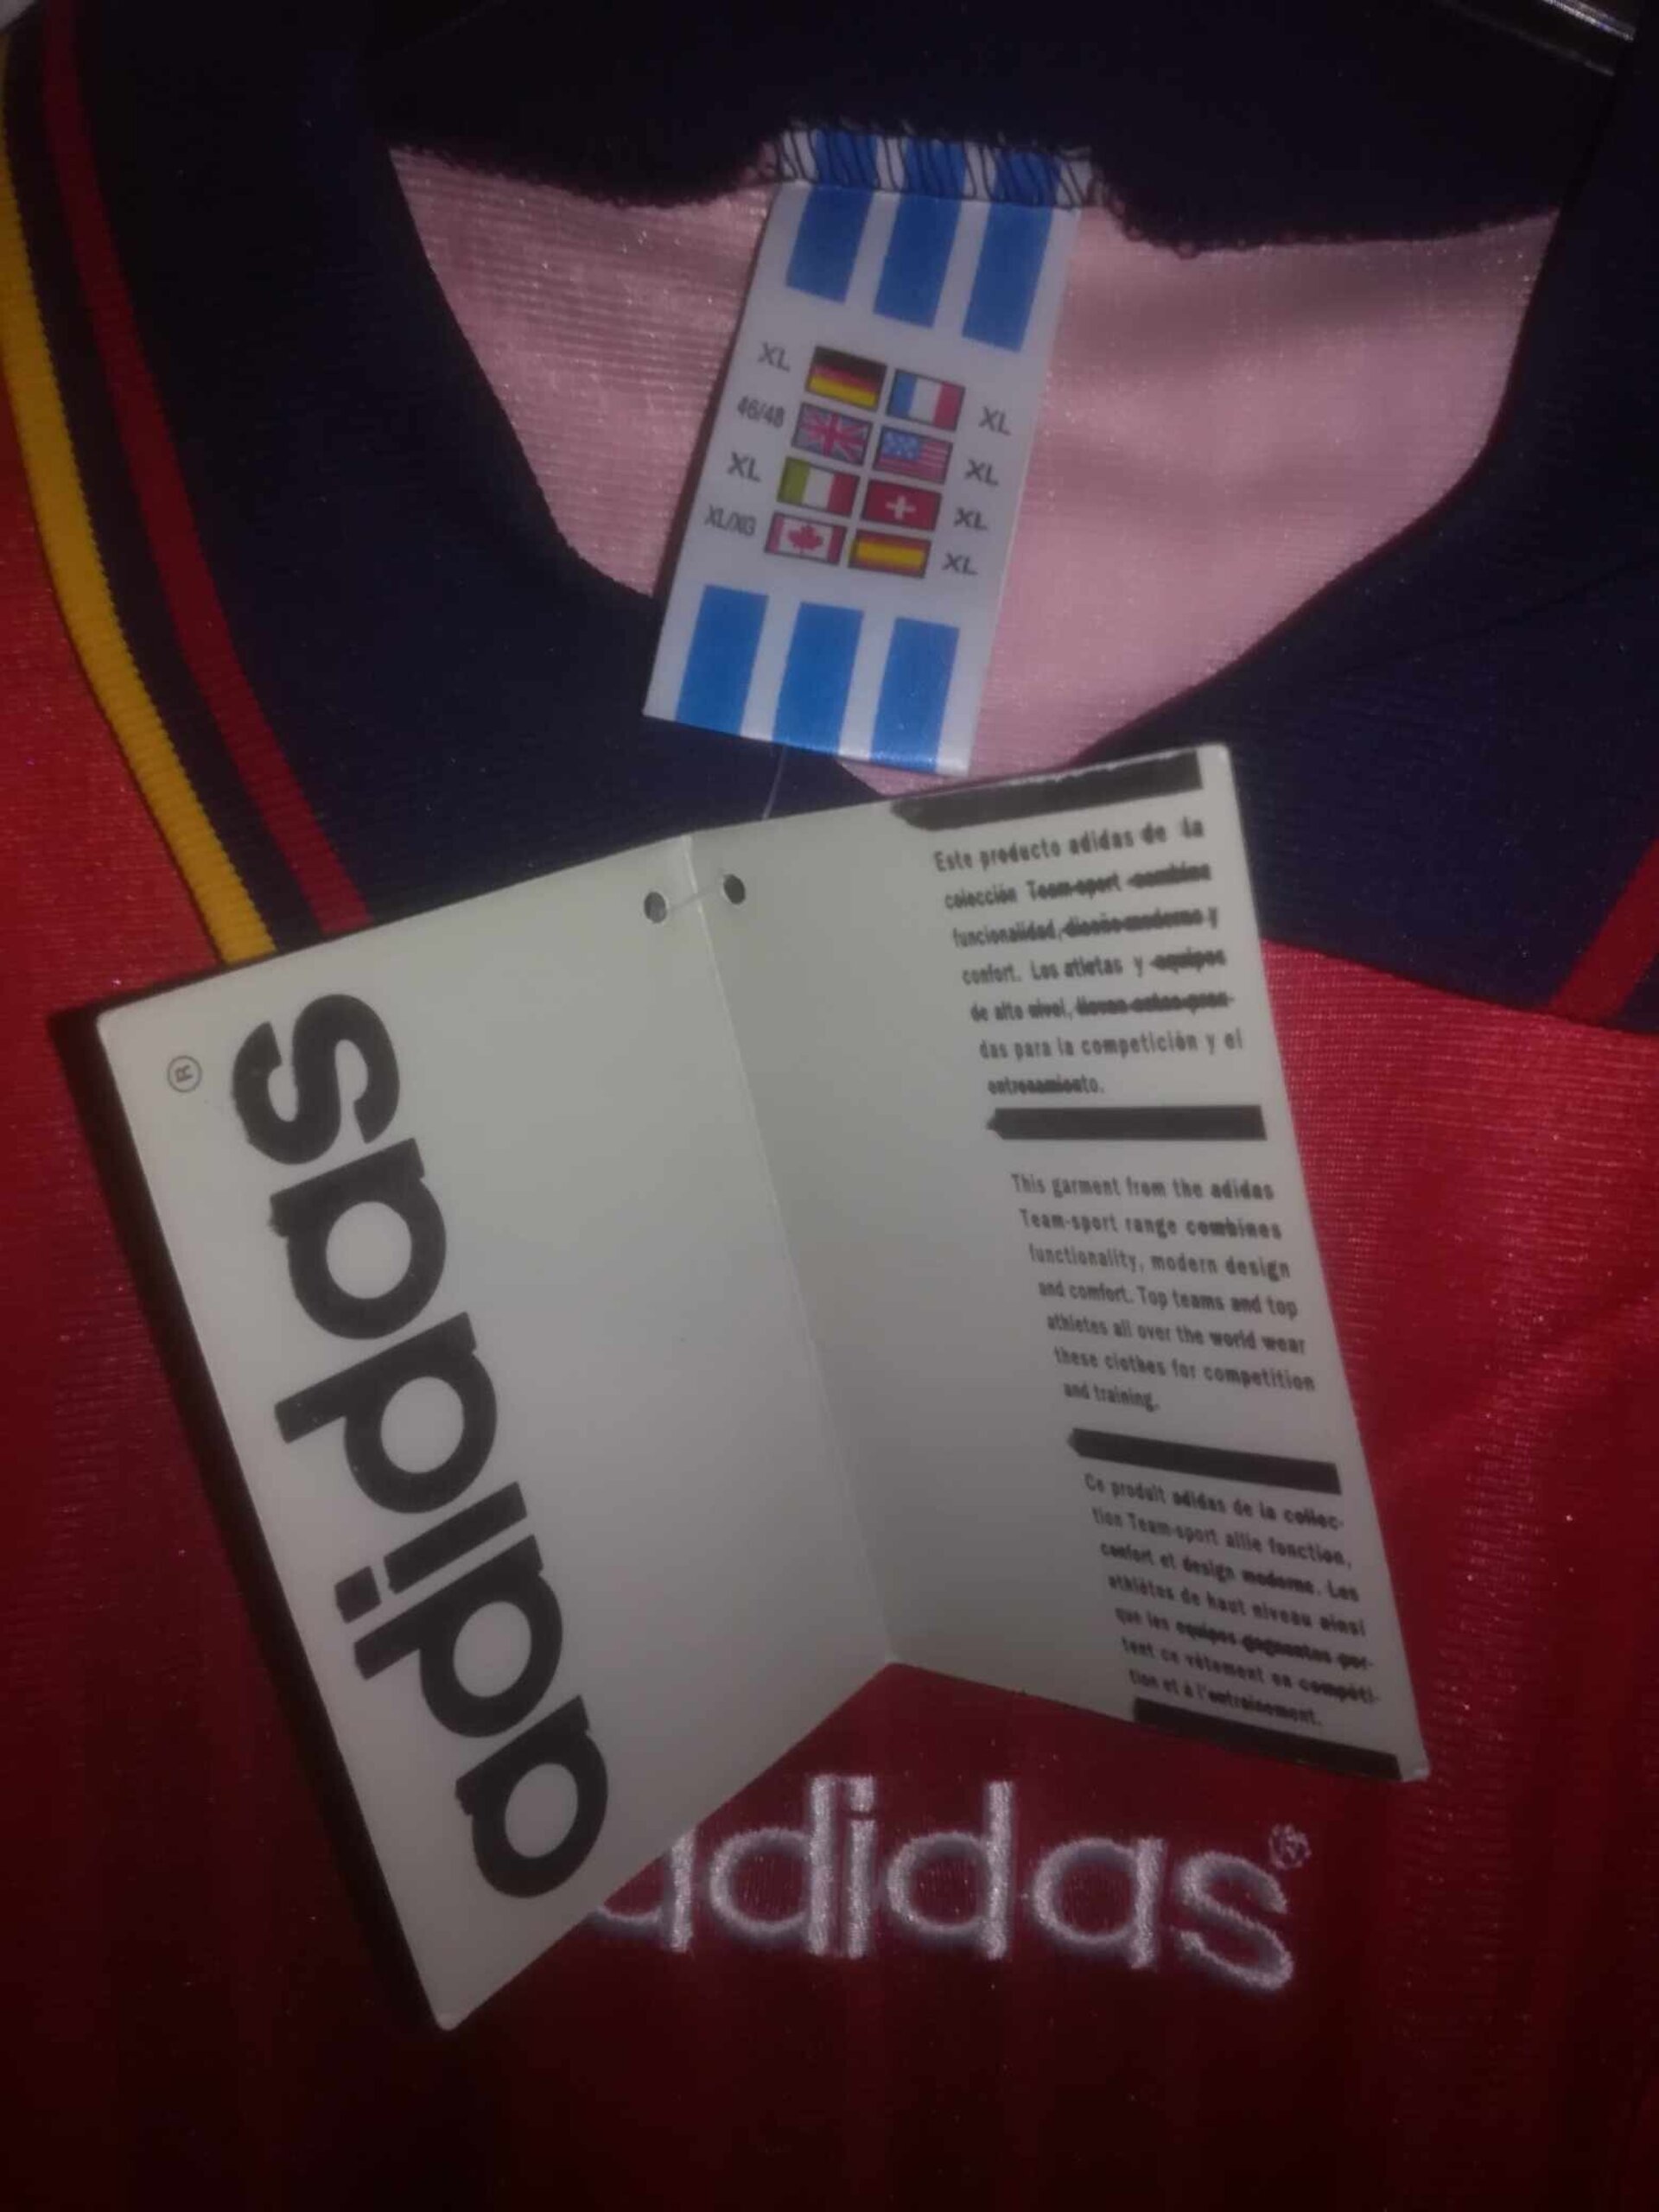 XL XL
46/48 XL
XL XL
XL/XG XL
adidas ®
Este producto adidas de la
colección Team-sport combina
funcionalidad, diseño moderno y
confort. Los atletas y equipos
de alto nivel, llevan estas pren-
das para la competición y el
entrenamiento.
This garment from the adidas
Team-sport range combines
functionality, modern design
and comfort. Top teams and top
athletes all over the world wear
these clothes for competition
and training.
Ce produit adidas de la collec-
tion Team-sport allie fonction,
confort et design moderne. Les
athlètes de haut niveau ainsi
que les equipes gagnantes por-
tent ce vêtement en compéti-
tion et à l'entrainement.
adidas®